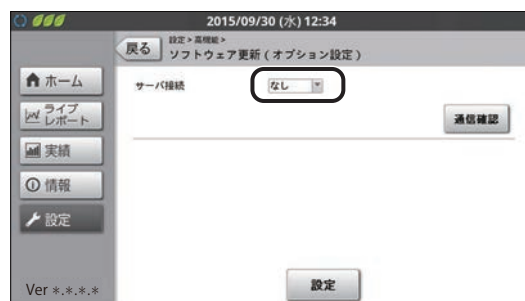 2015/09/30 (水) 12:34
戻る
設定 > 高機能 >
ソフトウェア更新 ( オプション設定 )
ホーム
ライブ
レポート
実績
情報
設定
Ver *.*.*.*
サーバ接続
なし
通信確認
設定